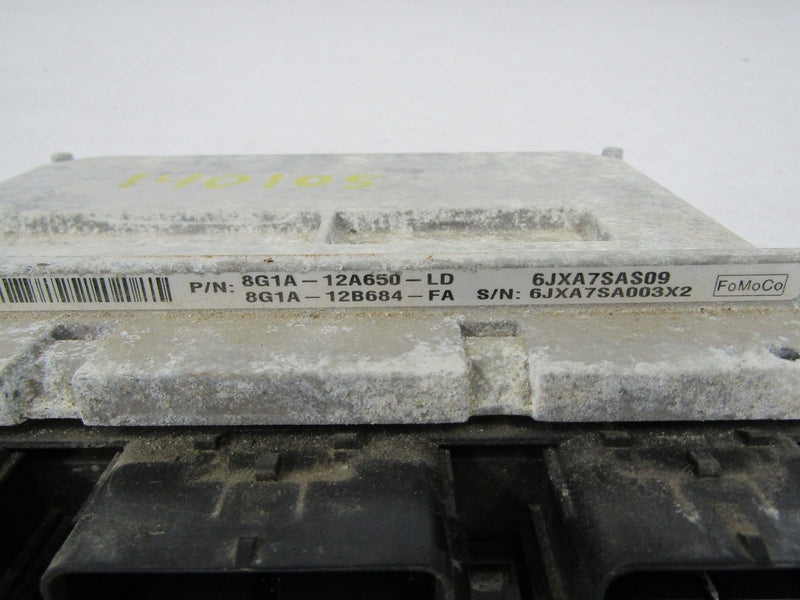 140105
P/N: 8G1A-12A650-LD 6JXA7SAS09
8G1A-12B684-FA S/N: 6JXA7SA003X2 FoMoCo